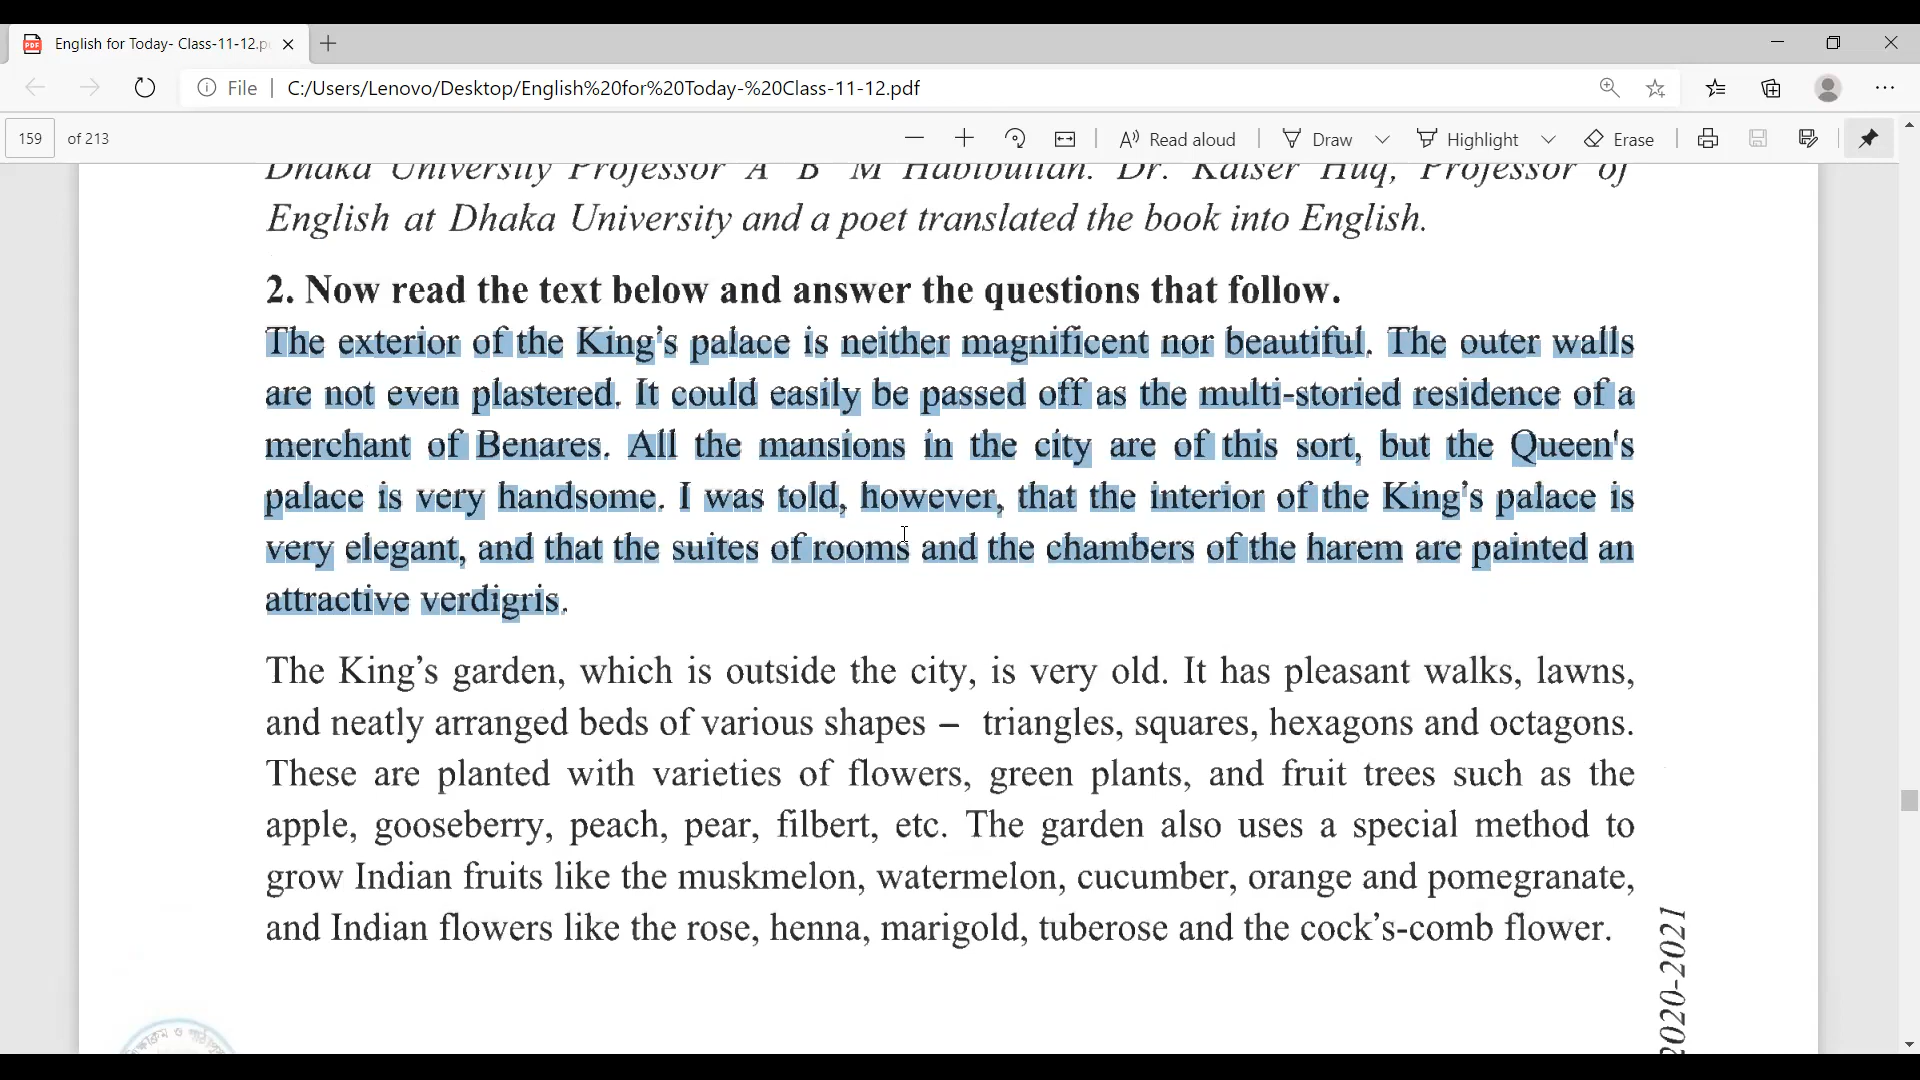 English for Today- Class-11-12.p
File C:/Users/Lenovo/Desktop/English%20for%20Today-%20Class-11-12.pdf
159 of 213 Read aloud Draw Highlight Erase
Dhaka University Professor A B M Habibullah. Dr. Kaiser Huq, Professor of
English at Dhaka University and a poet translated the book into English.
2. Now read the text below and answer the questions that follow.
The exterior of the King's palace is neither magnificent nor beautiful. The outer walls
are not even plastered. It could easily be passed off as the multi-storied residence of a
merchant of Benares. All the mansions in the city are of this sort, but the Queen's
palace is very handsome. I was told, however, that the interior of the King's palace is
very elegant, and that the suites of rooms and the chambers of the harem are painted an
attractive verdigris.
The King's garden, which is outside the city, is very old. It has pleasant walks, lawns,
and neatly arranged beds of various shapes – triangles, squares, hexagons and octagons.
These are planted with varieties of flowers, green plants, and fruit trees such as the
apple, gooseberry, peach, pear, filbert, etc. The garden also uses a special method to
grow Indian fruits like the muskmelon, watermelon, cucumber, orange and pomegranate,
and Indian flowers like the rose, henna, marigold, tuberose and the cock's-comb flower.
2020-2021